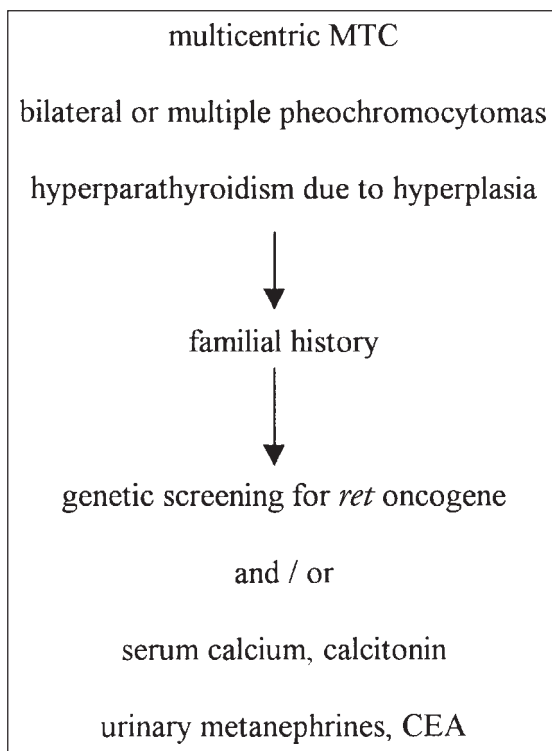 multicentric MTC
bilateral or multiple pheochromocytomas
hyperparathyroidism due to hyperplasia
familial history
genetic screening for ret oncogene
and / or
serum calcium, calcitonin
urinary metanephrines, CEA